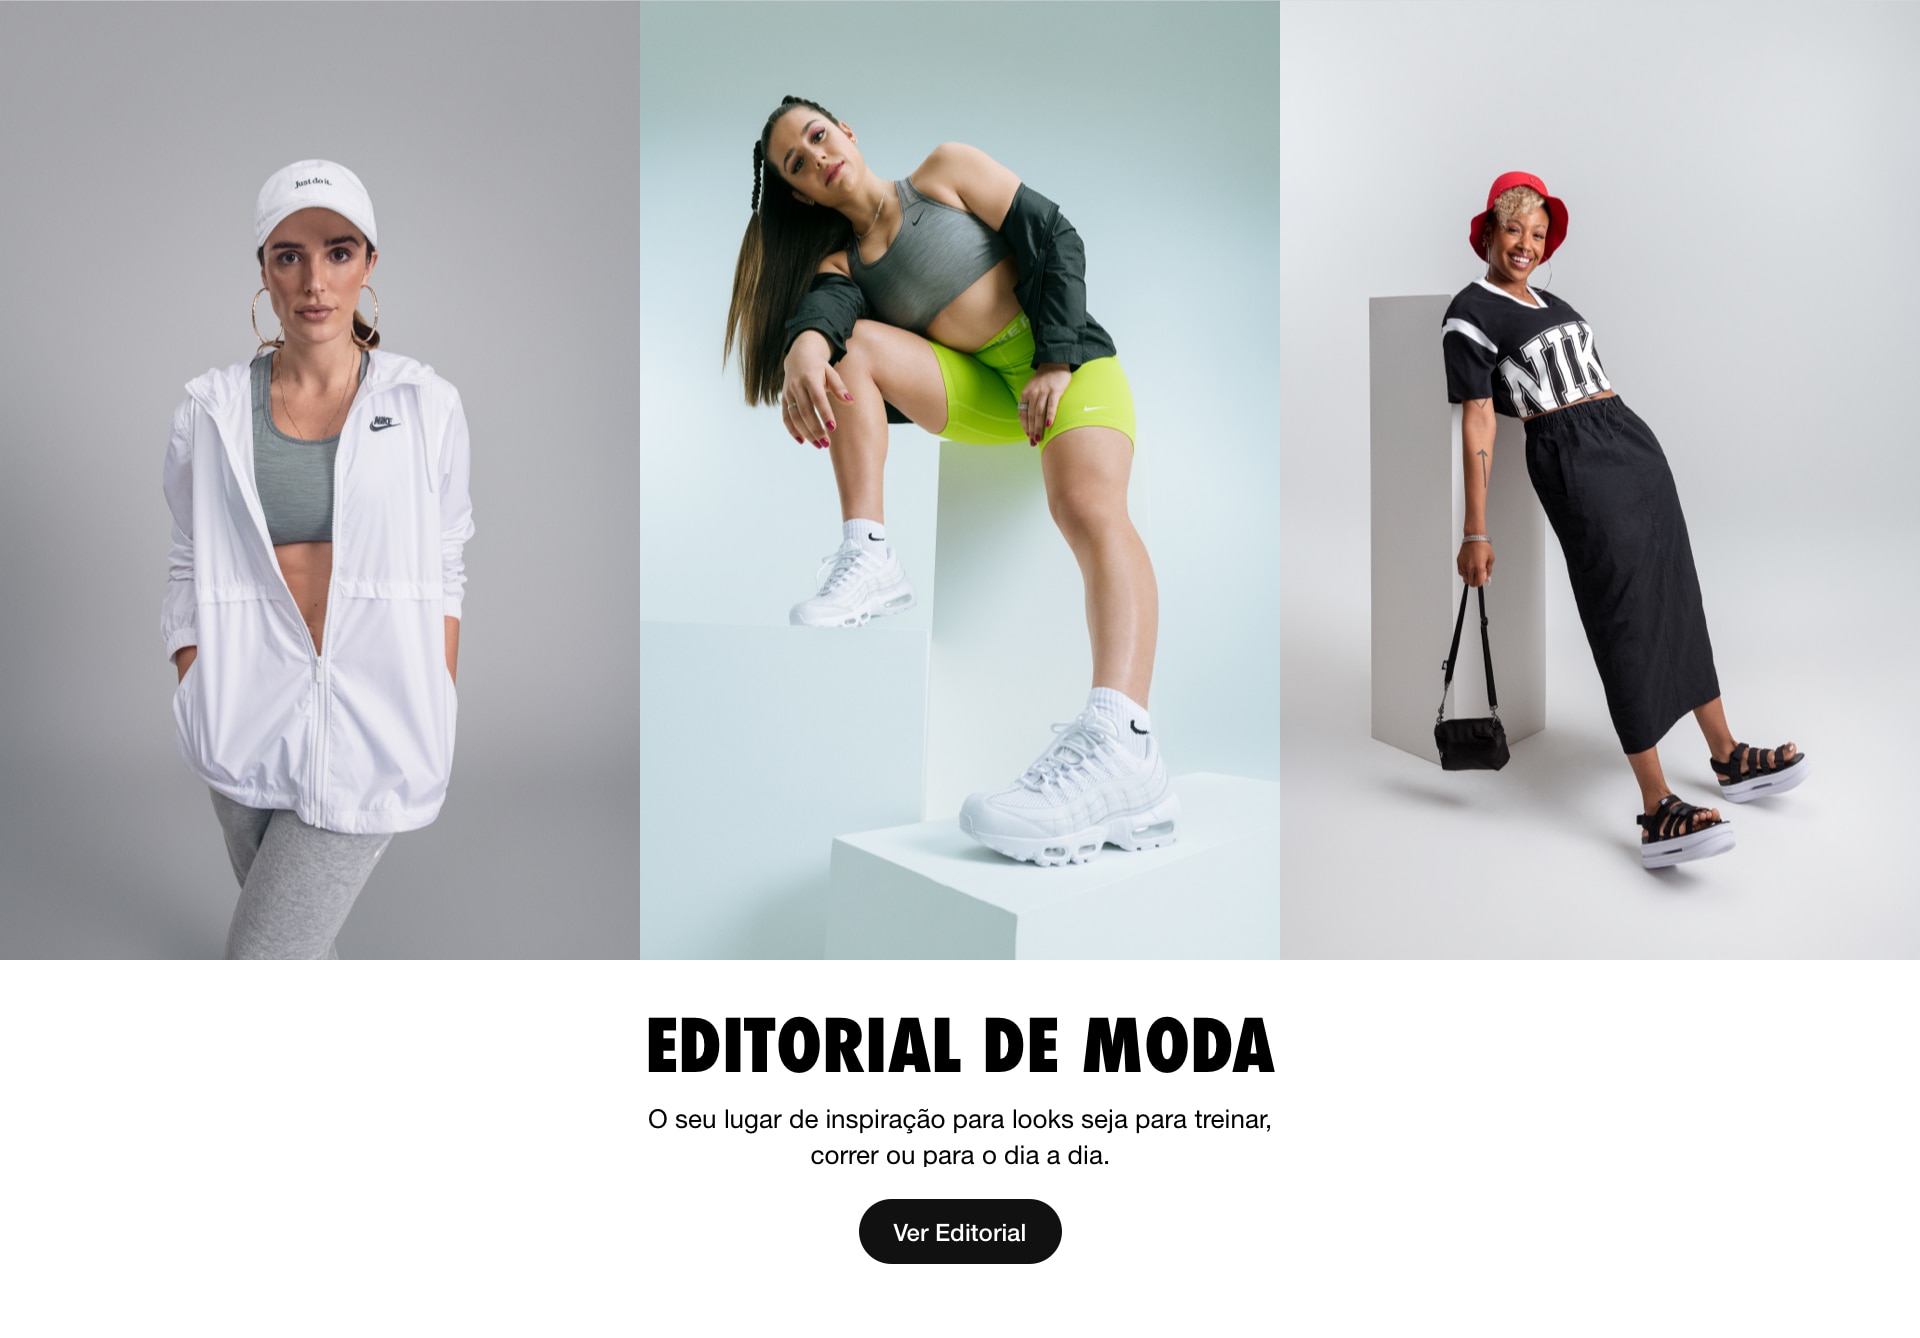 Just do it.
NIKE
NIK
EDITORIAL DE MODA
O seu lugar de inspiração para looks seja para treinar,
correr ou para o dia a dia.
Ver Editorial